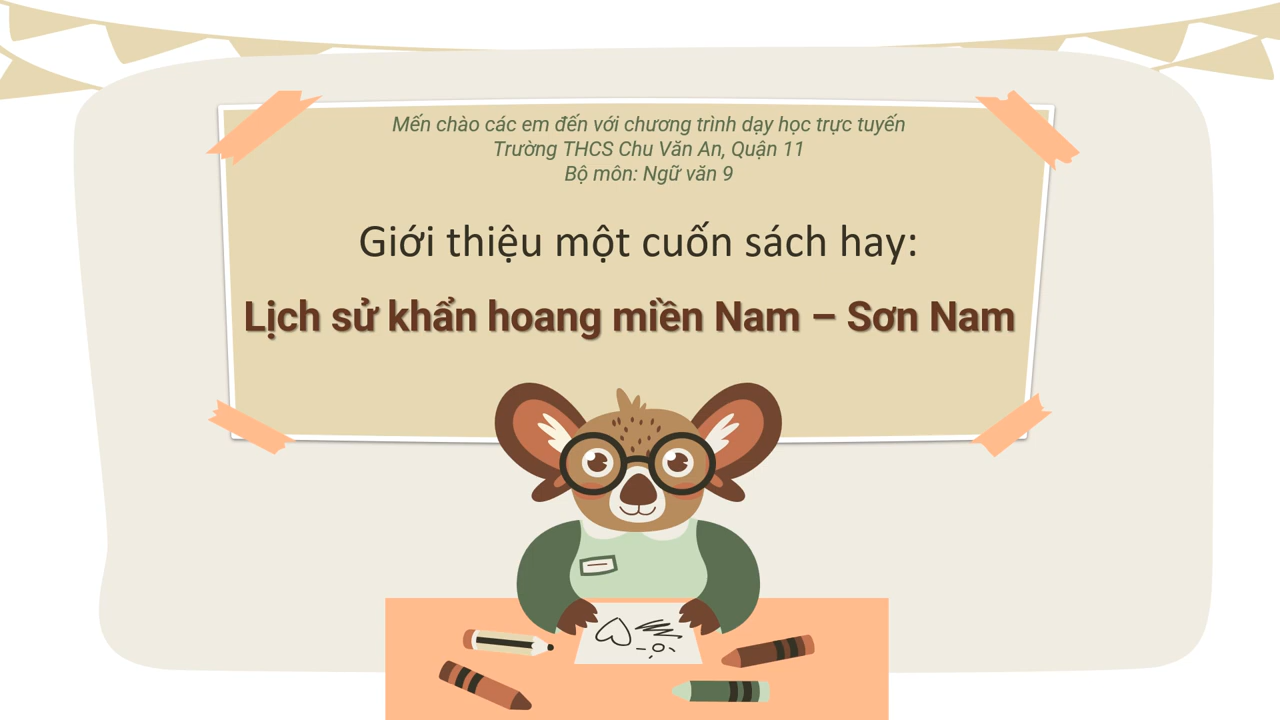 Mến chào các em đến với chương trình dạy học trực tuyến
Trường THCS Chu Văn An, Quận 11
Bộ môn: Ngữ văn 9
Giới thiệu một cuốn sách hay:
Lịch sử khẩn hoang miền Nam – Sơn Nam